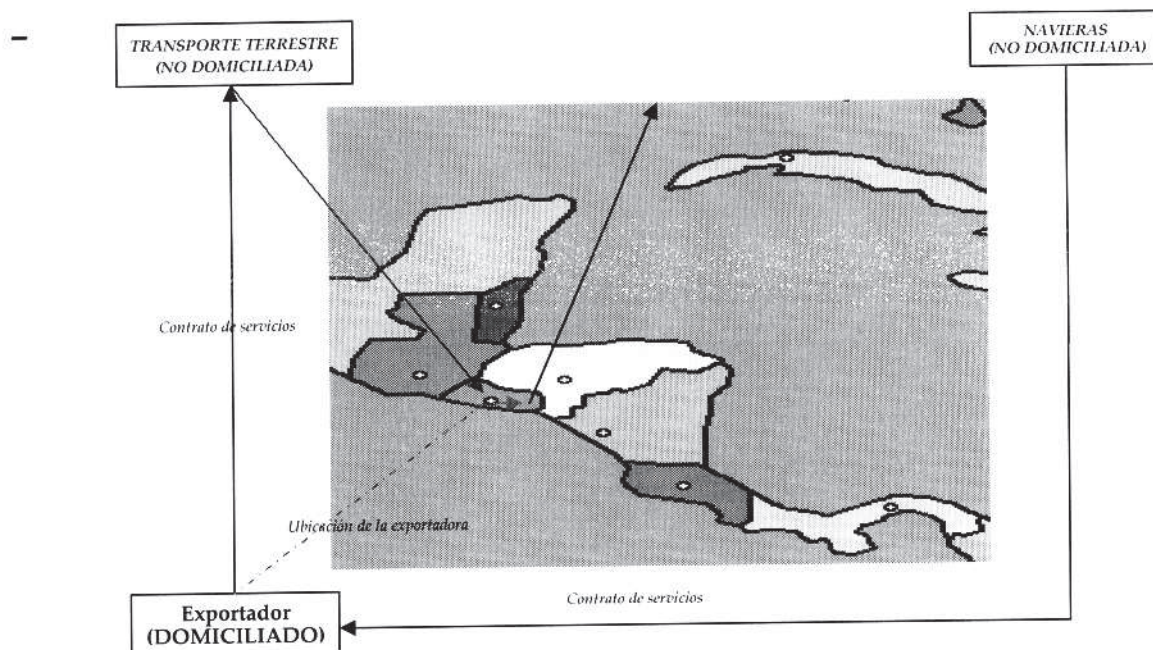 TRANSPORTE TERRESTRE
(NO DOMICILIADA)
NAVIERAS
(NO DOMICILIADA)
Contrato de servicios
Ubicación de la exportadora
Contrato de servicios
Exportador
(DOMICILIADO)